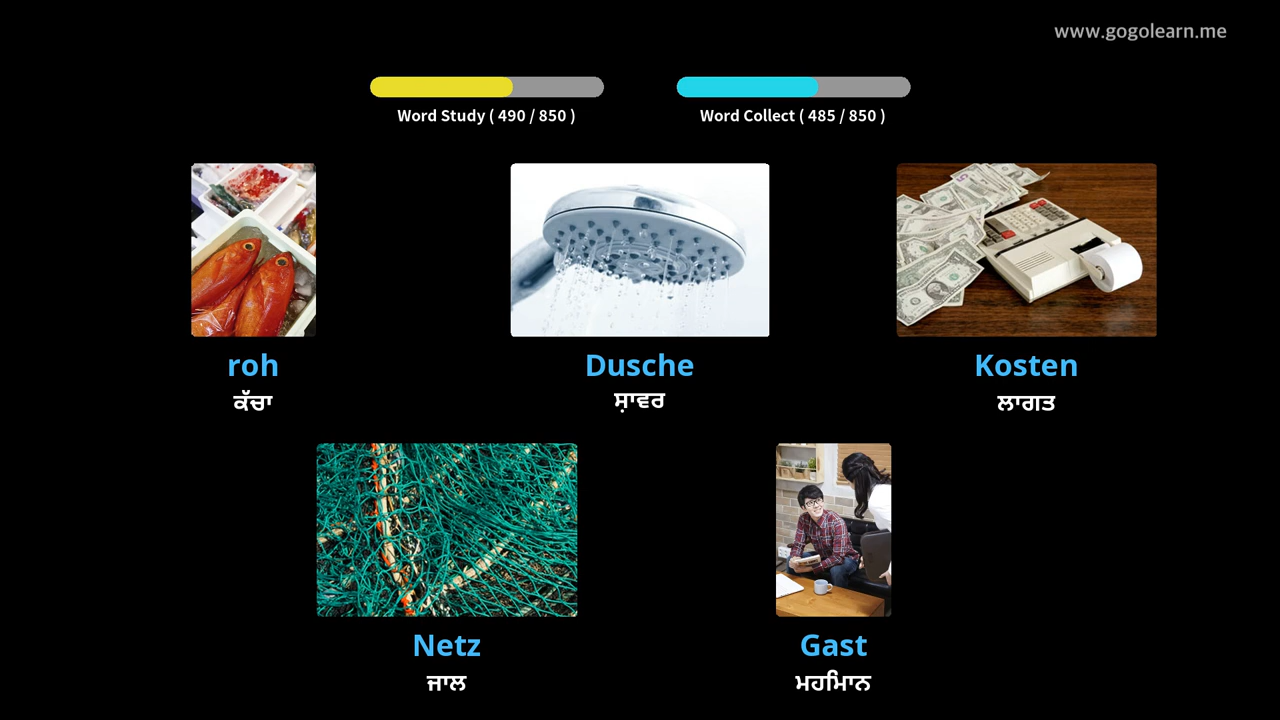 www.gogolearn.me
Word Study ( 490 / 850 )
Word Collect ( 485 / 850 )
roh
ਕੱਚਾ
Dusche
ਸ਼ਾਵਰ
Kosten
ਲਾਗਤ
Netz
ਜਾਲ
Gast
ਮਹਿਮਾਨ